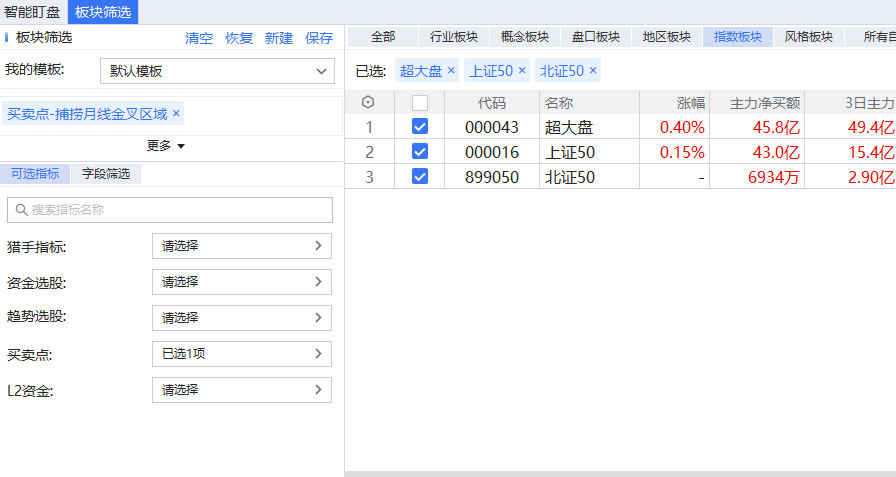 智能盯盘 板块筛选
板块筛选 清空 恢复 新建 保存
我的模板: 默认模板
买卖点-捕捞月线金叉区域 ×
更多
可选指标 字段筛选
搜索指标名称
猎手指标: 请选择
资金选股: 请选择
趋势选股: 请选择
买卖点: 已选1项
L2资金: 请选择
全部 行业板块 概念板块 盘口板块 地区板块 指数板块 风格板块 所有自
已选: 超大盘 × 上证50 × 北证50 ×
代码 名称 涨幅 主力净买额 3日主力
1 000043 超大盘 0.40% 45.8亿 49.4亿
2 000016 上证50 0.15% 43.0亿 15.4亿
3 899050 北证50 - 6934万 2.90亿